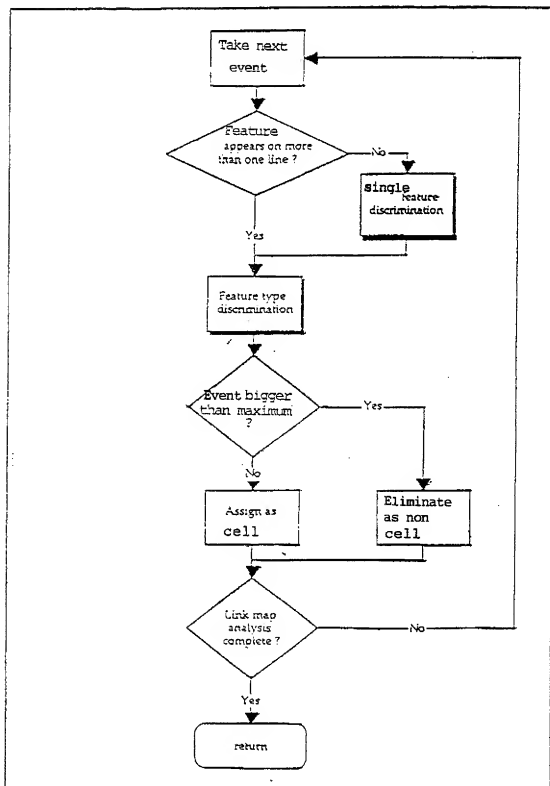 Take next
event
Feature
appears on more
than one line ?
No
single feature
discrimination
Yes
Feature type
discrimination
Event bigger
than maximum
?
Yes
No
Assign as
cell
Eliminate
as non
cell
Link map
analysis
complete ?
No
Yes
return